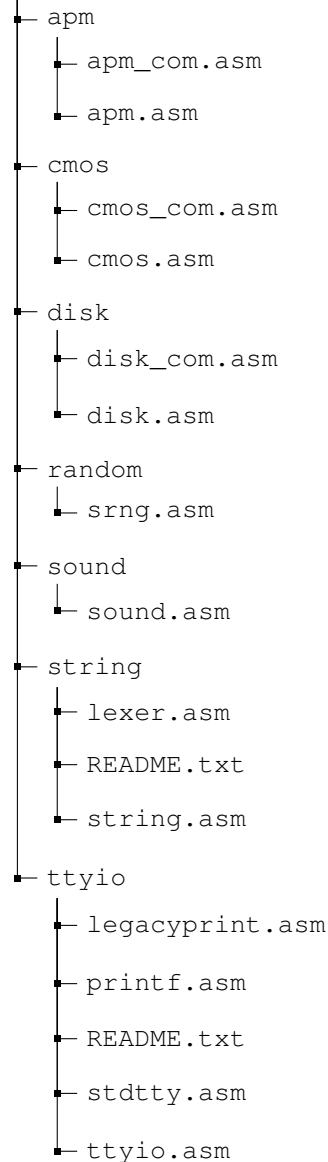 apm
apm_com.asm
apm.asm
cmos
cmos_com.asm
cmos.asm
disk
disk_com.asm
disk.asm
random
srng.asm
sound
sound.asm
string
lexer.asm
README.txt
string.asm
ttyio
legacyprint.asm
printf.asm
README.txt
stdtty.asm
ttyio.asm